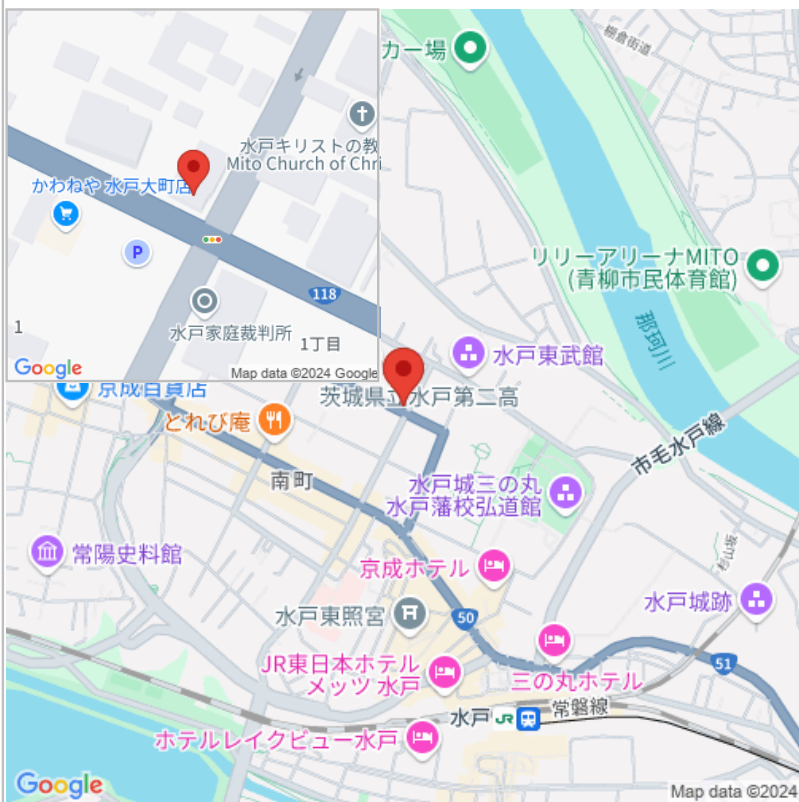 水戸キリストの教
Mito Church of Chri
かわねや 水戸大町店
P
118
水戸家庭裁判所
1
1丁目
Google
Map data ©2024 Google
カー場
棚倉街道
リリーアリーナMITO
(青柳市民体育館)
那珂川
水戸東武館
京成百貨店
茨城県立水戸第二高
とれび庵
市毛水戸線
南町
水戸城三の丸
水戸藩校弘道館
常陽史料館
杉山坂
京成ホテル
水戸城跡
水戸東照宮
50
JR東日本ホテル
メッツ 水戸
三の丸ホテル
51
水戸
JR
常磐線
ホテルレイクビュー水戸
Google
Map data ©2024